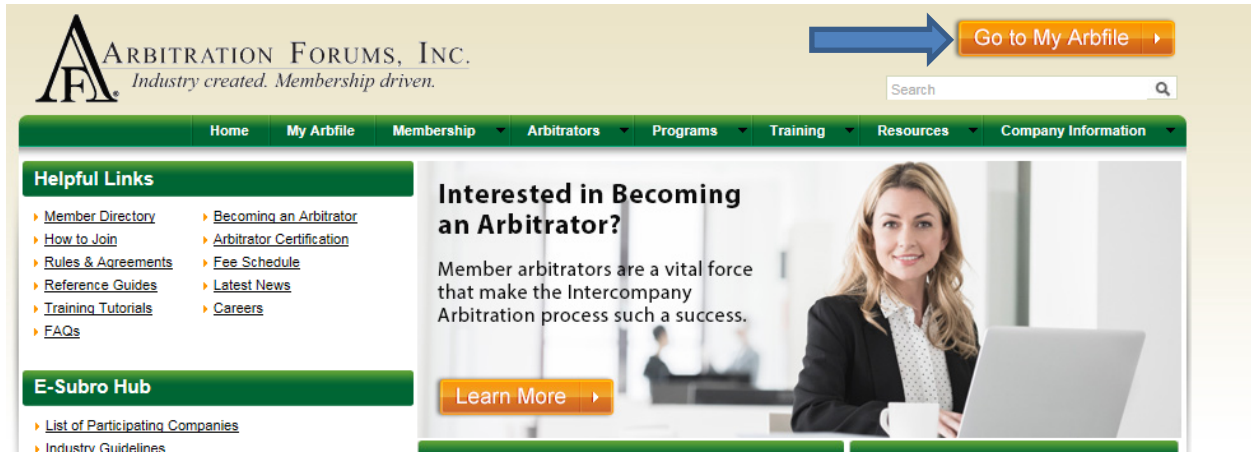 ARBITRATION FORUMS, INC.
Industry created. Membership driven.
Go to My Arbfile
Search
Home My Arbfile Membership Arbitrators Programs Training Resources Company Information
Helpful Links
Member Directory
How to Join
Rules & Agreements
Reference Guides
Training Tutorials
FAQs
Becoming an Arbitrator
Arbitrator Certification
Fee Schedule
Latest News
Careers
Interested in Becoming
an Arbitrator?
Member arbitrators are a vital force
that make the Intercompany
Arbitration process such a success.
Learn More
E-Subro Hub
List of Participating Companies
Industry Guidelines